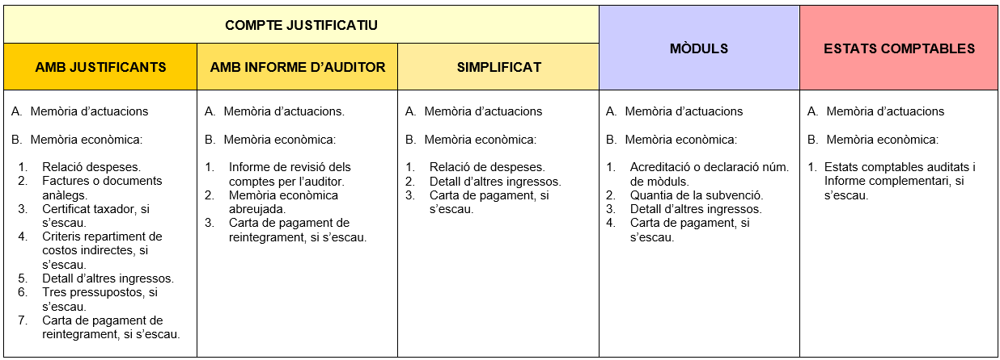 COMPTE JUSTIFICATIU
MÒDULS
ESTATS COMPTABLES
AMB JUSTIFICANTS
AMB INFORME D’AUDITOR
SIMPLIFICAT
A. Memòria d’actuacions
B. Memòria econòmica:
1. Relació despeses.
2. Factures o documents
anàlegs.
3. Certificat taxador, si
s’escau.
4. Criteris repartiment de
costos indirectes, si
s’escau.
5. Detall d’altres ingressos.
6. Tres pressupostos, si
s’escau.
7. Carta de pagament de
reintegrament, si s’escau.
A. Memòria d’actuacions.
B. Memòria econòmica:
1. Informe de revisió dels
comptes per l’auditor.
2. Memòria econòmica
abreujada.
3. Carta de pagament de
reintegrament, si s’escau.
A. Memòria d’actuacions
B. Memòria econòmica:
1. Relació de despeses.
2. Detall d’altres ingressos.
3. Carta de pagament, si
s’escau.
A. Memòria d’actuacions
B. Memòria econòmica:
1. Acreditació o declaració núm.
de mòduls.
2. Quantia de la subvenció.
3. Detall d’altres ingressos.
4. Carta de pagament, si
s’escau.
A. Memòria d’actuacions
B. Memòria econòmica:
1. Estats comptables auditats i
Informe complementari, si
s’escau.